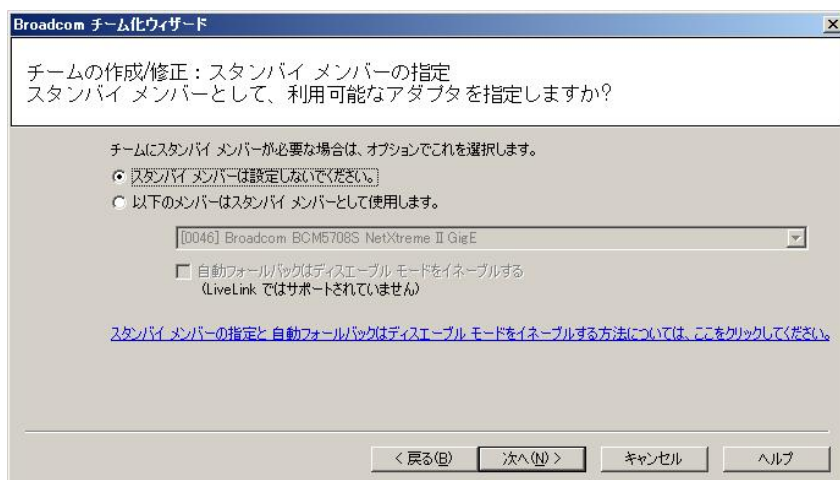 Broadcom チーム化ウィザード
チームの作成/修正：スタンバイ メンバーの指定
スタンバイ メンバーとして、利用可能なアダプタを指定しますか?
チームにスタンバイ メンバーが必要な場合は、オプションでこれを選択します。
スタンバイ メンバーは設定しないでください。
以下のメンバーはスタンバイ メンバーとして使用します。
[0046] Broadcom BCM5708S NetXtreme II GigE
自動フォールバックはディスエーブル モードをイネーブルする
(LiveLink ではサポートされていません)
スタンバイ メンバーの指定と 自動フォールバックはディスエーブル モードをイネーブルする方法については、ここをクリックしてください。
< 戻る(B) 次へ(N) > キャンセル ヘルプ